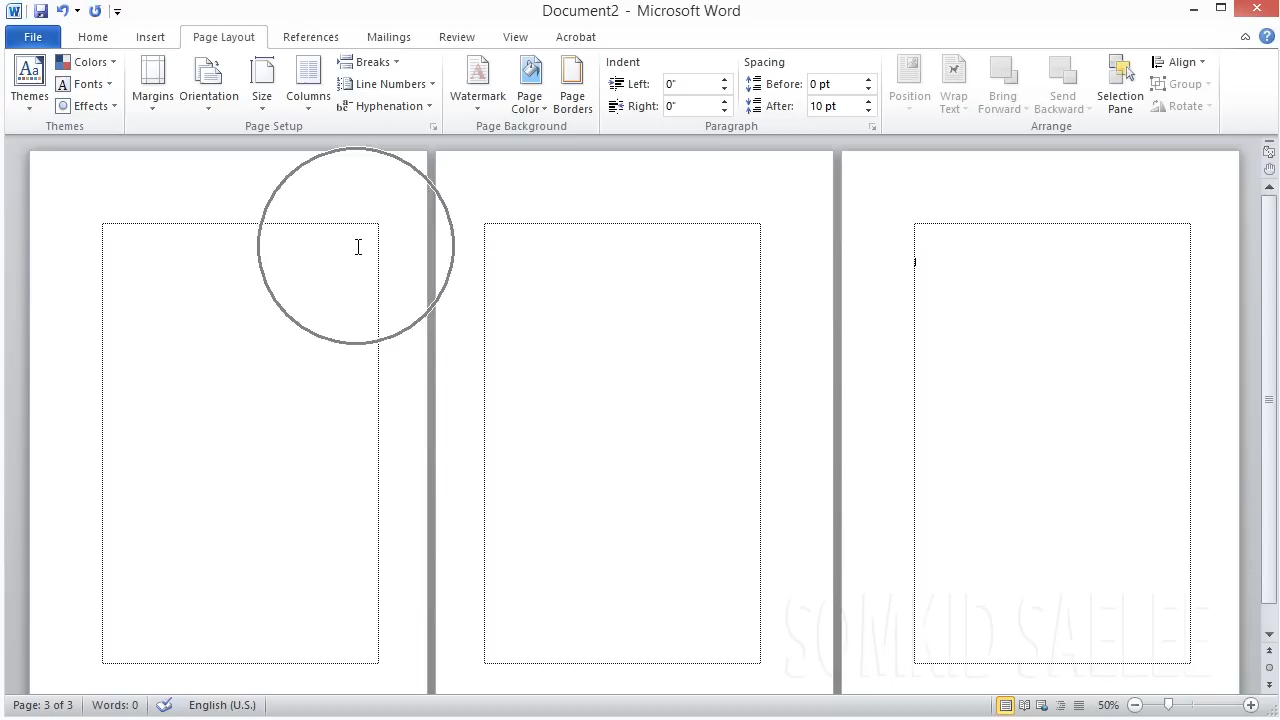 Document2 - Microsoft Word
File Home Insert Page Layout References Mailings Review View Acrobat
Themes
Colors
Fonts
Effects
Themes
Margins
Orientation
Size
Columns
Breaks
Line Numbers
Hyphenation
Page Setup
Watermark
Page Color
Page Borders
Page Background
Indent
Left: 0"
Right: 0"
Spacing
Before: 0 pt
After: 10 pt
Paragraph
Position
Wrap Text
Bring Forward
Send Backward
Selection Pane
Align
Group
Rotate
Arrange
SOMKID SAELEE
Page: 3 of 3 Words: 0 English (U.S.) 50%